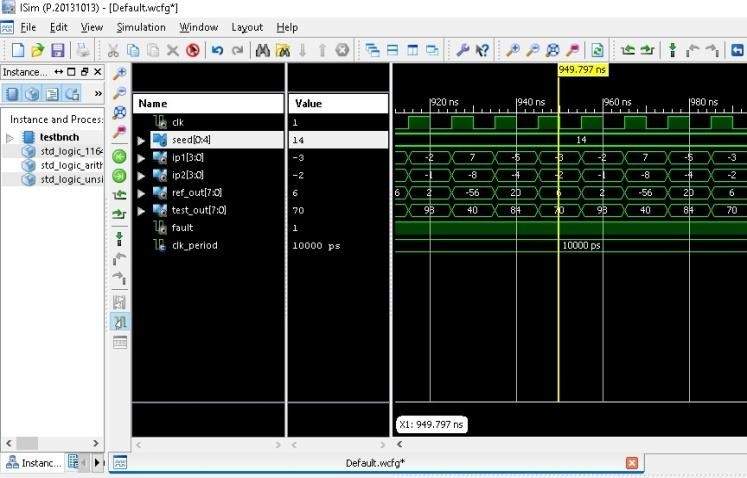 ISim (P.20131013) - [Default.wcfg*]
File Edit View Simulation Window Layout Help
Instance...
Instance and Proces:
testbnch
std_logic_1164
std_logic_arith
std_logic_unsi
Name Value
clk 1
seed[0:4] 14
ip1[3:0] -3
ip2[3:0] -2
ref_out[7:0] 6
test_out[7:0] 70
fault 1
clk_period 10000 ps
949.797 ns
920 ns 940 ns 960 ns 980 ns
14
-2 7 -5 -3 -2 7 -5 -3
-1 -8 -4 -2 -1 -8 -4 -2
6 2 -56 20 6 2 -56 20 6
98 40 84 70 98 40 84 70
10000 ps
X1: 949.797 ns
Instanc...
Default.wcfg*